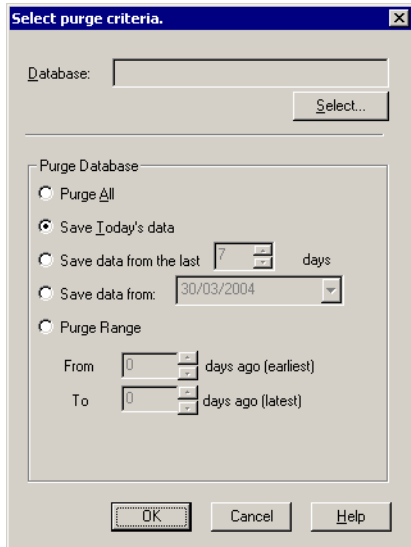 Select purge criteria.
Database:
Select...
Purge Database
Purge All
Save Today's data
Save data from the last 7 days
Save data from: 30/03/2004
Purge Range
From 0 days ago (earliest)
To 0 days ago (latest)
OK Cancel Help